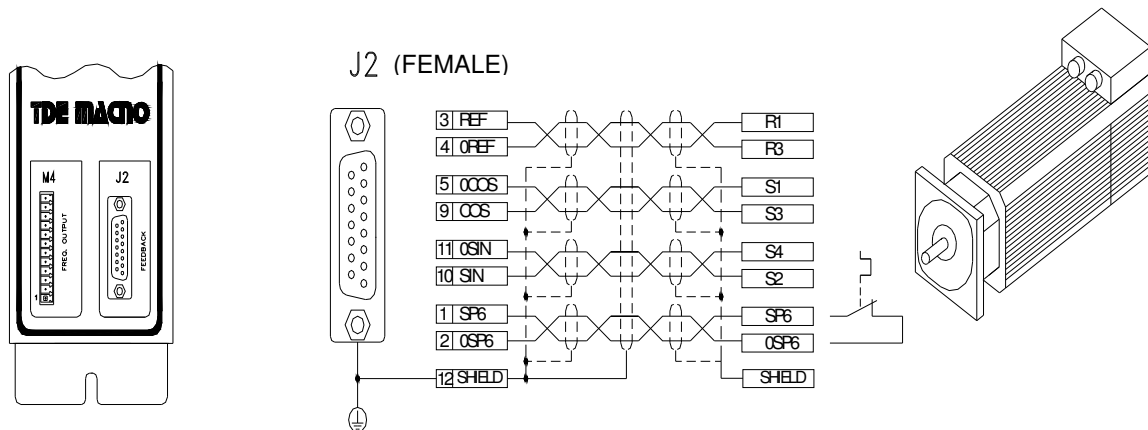 TDE MACNO
M4
J2
FREQ. OUTPUT
FEEDBACK
1
J2 (FEMALE)
3 REF R1
4 0REF R3
5 0COS S1
9 COS S3
11 0SIN S4
10 SIN S2
1 SP6 SP6
2 0SP6 0SP6
12 SHIELD SHIELD